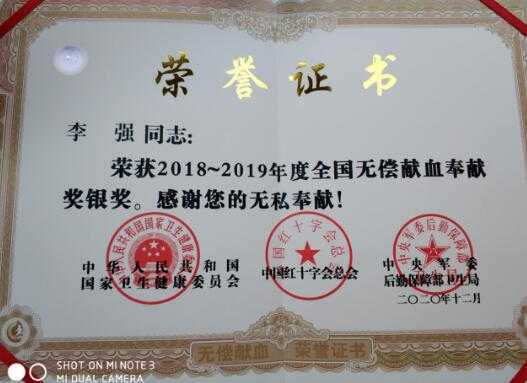 荣誉证书
李 强 同志：
荣获2018~2019年度全国无偿献血奉献
奖银奖。感谢您的无私奉献！
中华人民共和国
国家卫生健康委员会
中国红十字会总会
中央军委
后勤保障部卫生局
二〇二〇年十二月
无偿献血 荣誉证书
SHOT ON MI NOTE 3
MI DUAL CAMERA